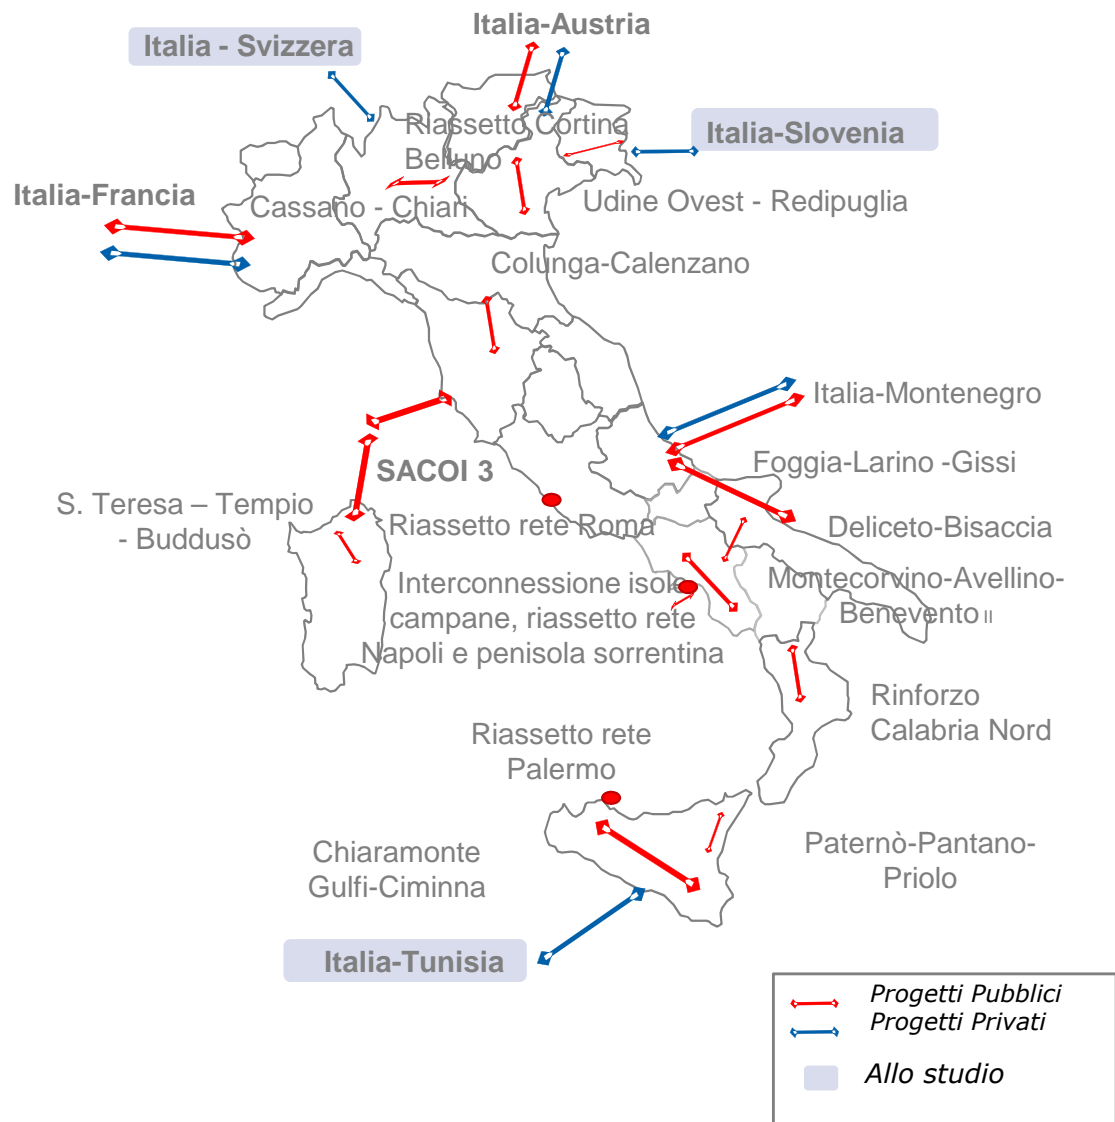 Italia-Austria
Italia - Svizzera
Riassetto Cortina
Belluno
Italia-Slovenia
Italia-Francia
Cassano - Chiari
Udine Ovest - Redipuglia
Colunga-Calenzano
Italia-Montenegro
Foggia-Larino -Gissi
SACOI 3
S. Teresa – Tempio
- Buddusò
Riassetto rete Roma
Deliceto-Bisaccia
Interconnessione isole
campane, riassetto rete
Napoli e penisola sorrentina
Montecorvino-Avellino-
Benevento II
Rinforzo
Calabria Nord
Riassetto rete
Palermo
Chiaramonte
Gulfi-Ciminna
Paternò-Pantano-
Priolo
Italia-Tunisia
Progetti Pubblici
Progetti Privati
Allo studio